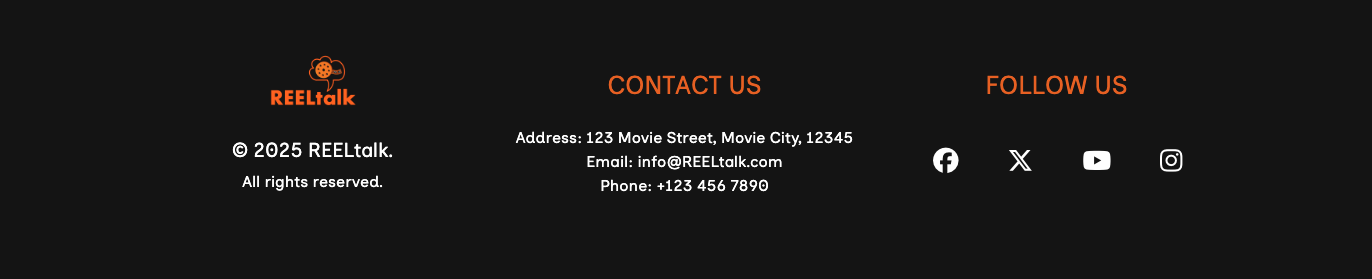 REELtalk
© 2025 REELtalk.
All rights reserved.
CONTACT US
Address: 123 Movie Street, Movie City, 12345
Email: info@REELtalk.com
Phone: +123 456 7890
FOLLOW US